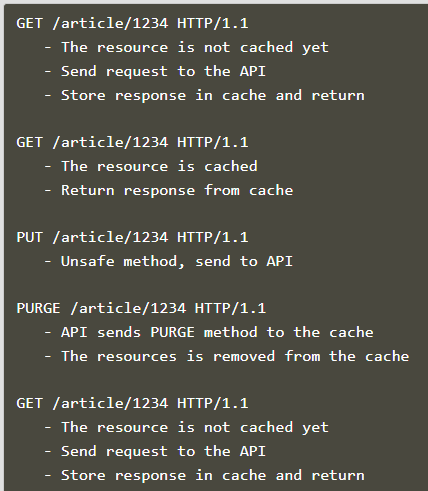 GET /article/1234 HTTP/1.1
- The resource is not cached yet
- Send request to the API
- Store response in cache and return
GET /article/1234 HTTP/1.1
- The resource is cached
- Return response from cache
PUT /article/1234 HTTP/1.1
- Unsafe method, send to API
PURGE /article/1234 HTTP/1.1
- API sends PURGE method to the cache
- The resources is removed from the cache
GET /article/1234 HTTP/1.1
- The resource is not cached yet
- Send request to the API
- Store response in cache and return